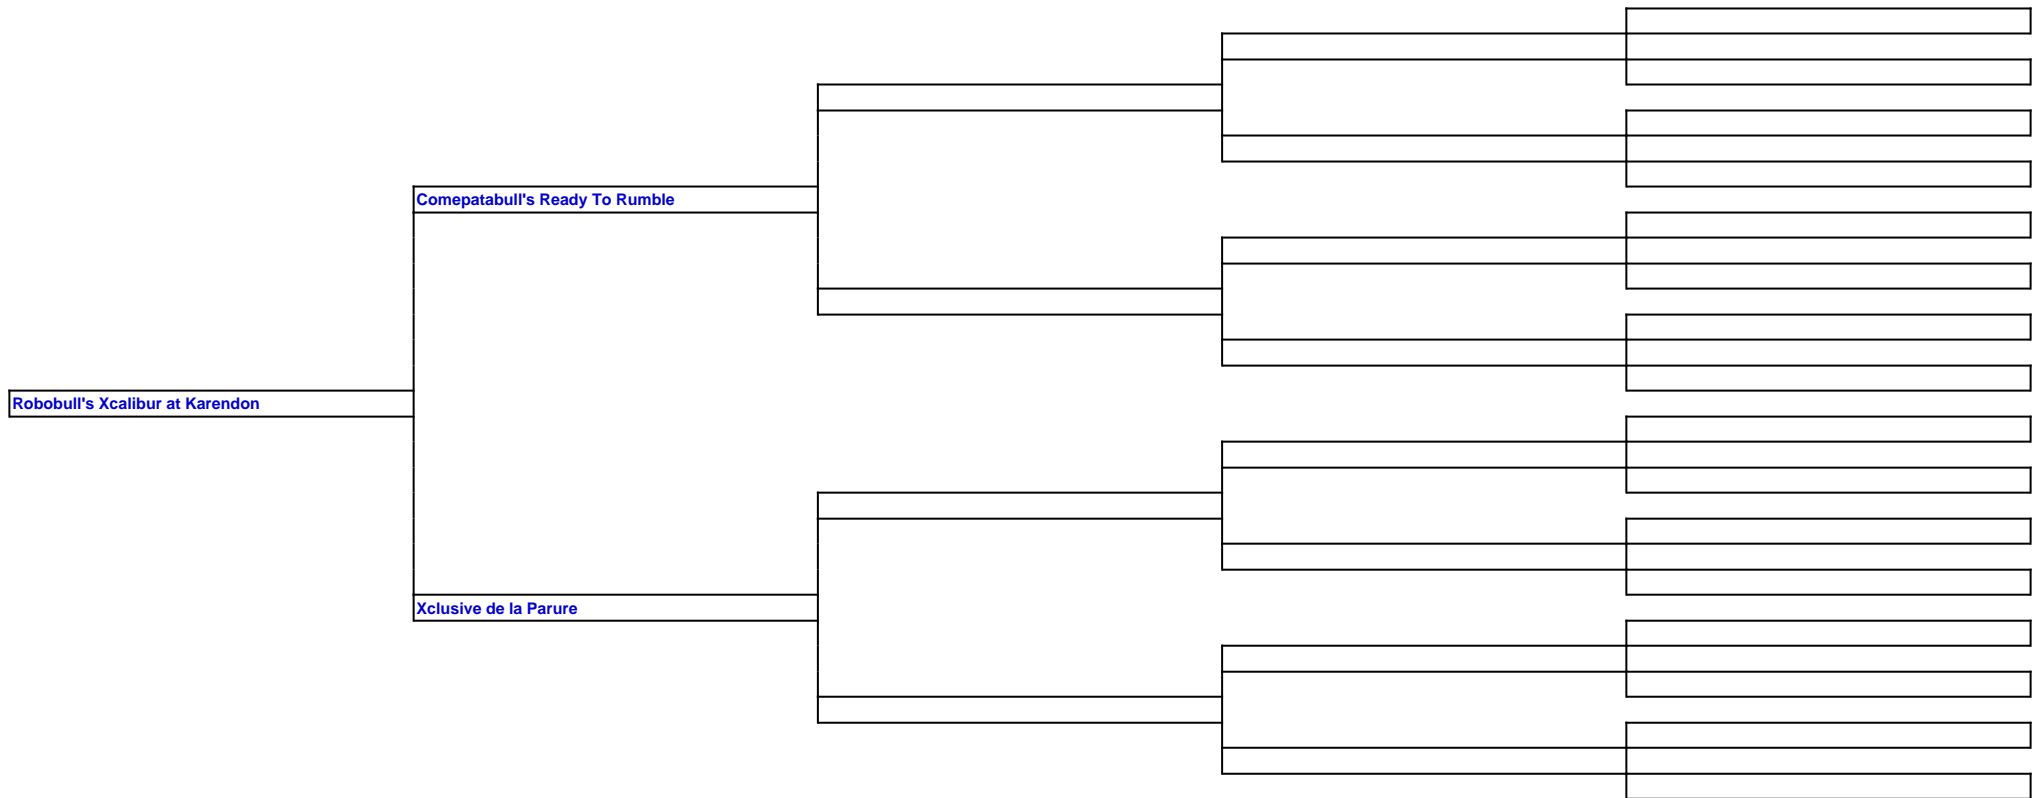 Comepatabull's Ready To Rumble
Robobull's Xcalibur at Karendon
Xclusive de la Parure